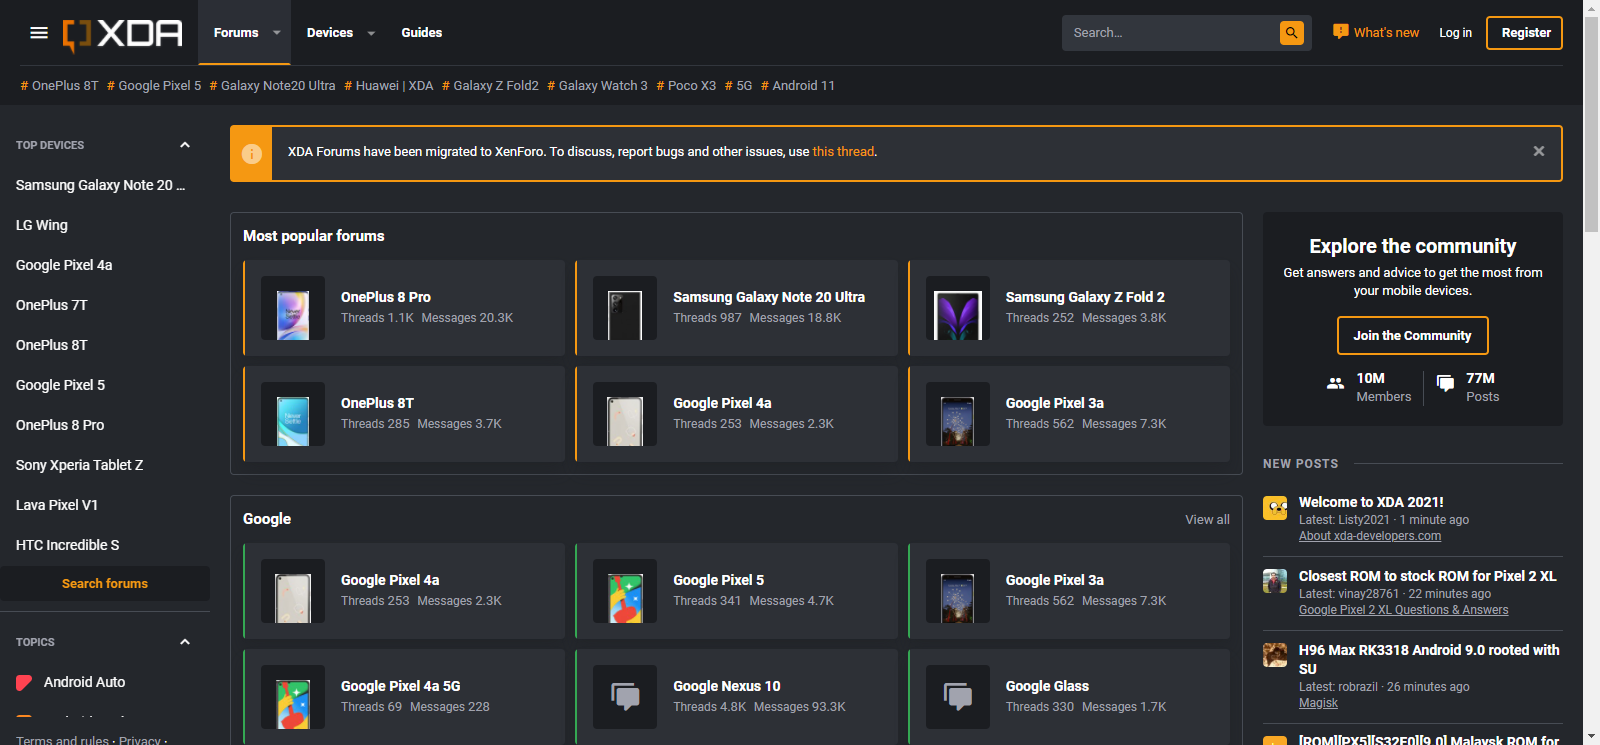 XDA
Forums
Devices
Guides
Search...
What's new
Log in
Register
# OnePlus 8T # Google Pixel 5 # Galaxy Note20 Ultra # Huawei | XDA # Galaxy Z Fold2 # Galaxy Watch 3 # Poco X3 # 5G # Android 11
TOP DEVICES
Samsung Galaxy Note 20 ...
LG Wing
Google Pixel 4a
OnePlus 7T
OnePlus 8T
Google Pixel 5
OnePlus 8 Pro
Sony Xperia Tablet Z
Lava Pixel V1
HTC Incredible S
Search forums
TOPICS
Android Auto
Terms and rules · Privacy ·
XDA Forums have been migrated to XenForo. To discuss, report bugs and other issues, use this thread.
Most popular forums
OnePlus 8 Pro
Threads 1.1K Messages 20.3K
Samsung Galaxy Note 20 Ultra
Threads 987 Messages 18.8K
Samsung Galaxy Z Fold 2
Threads 252 Messages 3.8K
OnePlus 8T
Threads 285 Messages 3.7K
Google Pixel 4a
Threads 253 Messages 2.3K
Google Pixel 3a
Threads 562 Messages 7.3K
Google
View all
Google Pixel 4a
Threads 253 Messages 2.3K
Google Pixel 5
Threads 341 Messages 4.7K
Google Pixel 3a
Threads 562 Messages 7.3K
Google Pixel 4a 5G
Threads 69 Messages 228
Google Nexus 10
Threads 4.8K Messages 93.3K
Google Glass
Threads 330 Messages 1.7K
Explore the community
Get answers and advice to get the most from
your mobile devices.
Join the Community
10M
Members
77M
Posts
NEW POSTS
Welcome to XDA 2021!
Latest: Listy2021 · 1 minute ago
About xda-developers.com
Closest ROM to stock ROM for Pixel 2 XL
Latest: vinay28761 · 22 minutes ago
Google Pixel 2 XL Questions & Answers
H96 Max RK3318 Android 9.0 rooted with
SU
Latest: robrazil · 26 minutes ago
Magisk
[ROM][PX5][S32F0][9.0] Malaysk ROM for